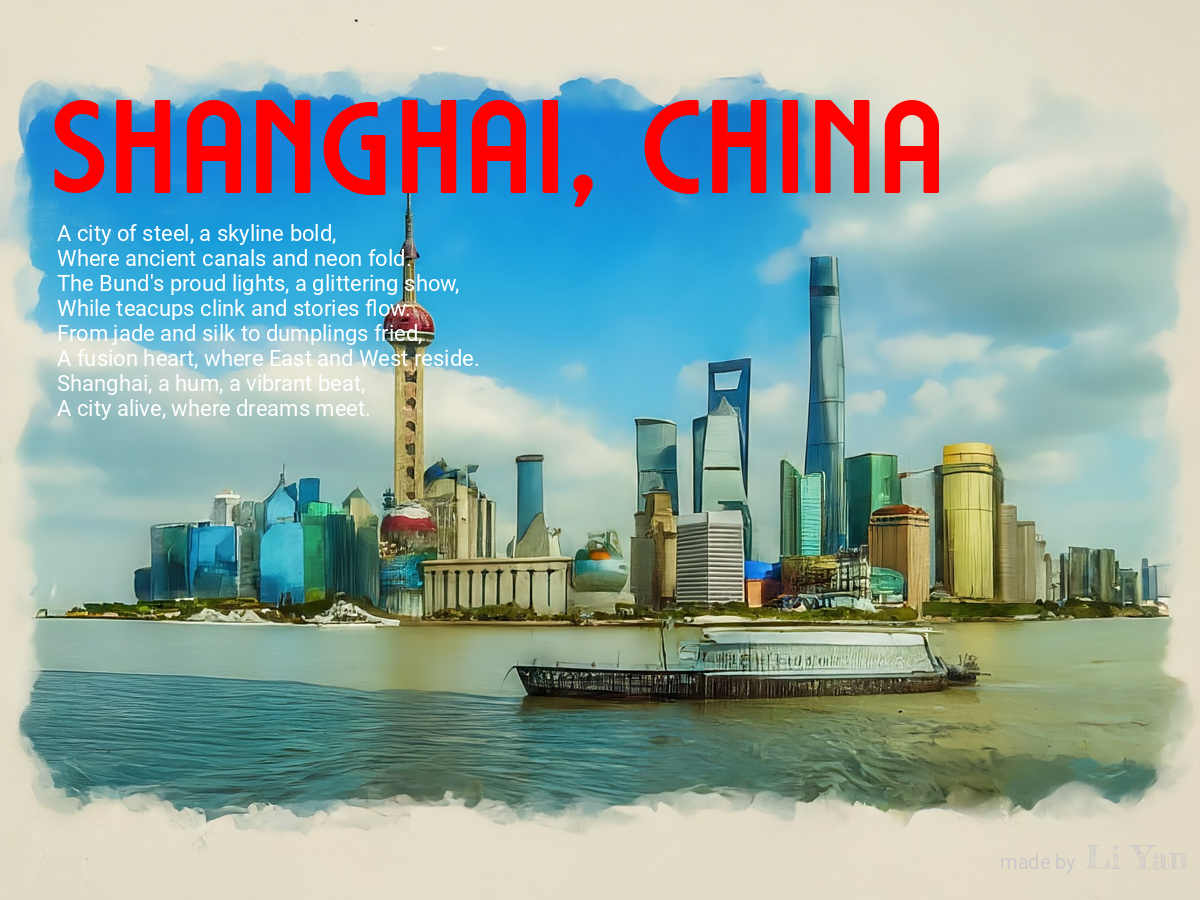 SHANGHAI, CHINA
A city of steel, a skyline bold,
Where ancient canals and neon fold.
The Bund's proud lights, a glittering show,
While teacups clink and stories flow.
From jade and silk to dumplings fried,
A fusion heart, where East and West reside.
Shanghai, a hum, a vibrant beat,
A city alive, where dreams meet.
made by Li Yan